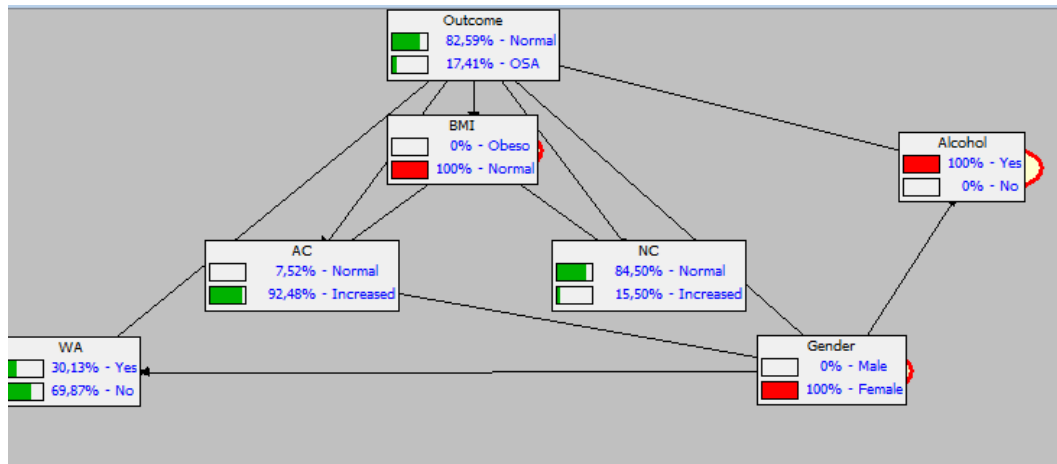 Outcome
82,59% - Normal
17,41% - OSA
BMI
0% - Obeso
100% - Normal
Alcohol
100% - Yes
0% - No
AC
7,52% - Normal
92,48% - Increased
NC
84,50% - Normal
15,50% - Increased
WA
30,13% - Yes
69,87% - No
Gender
0% - Male
100% - Female